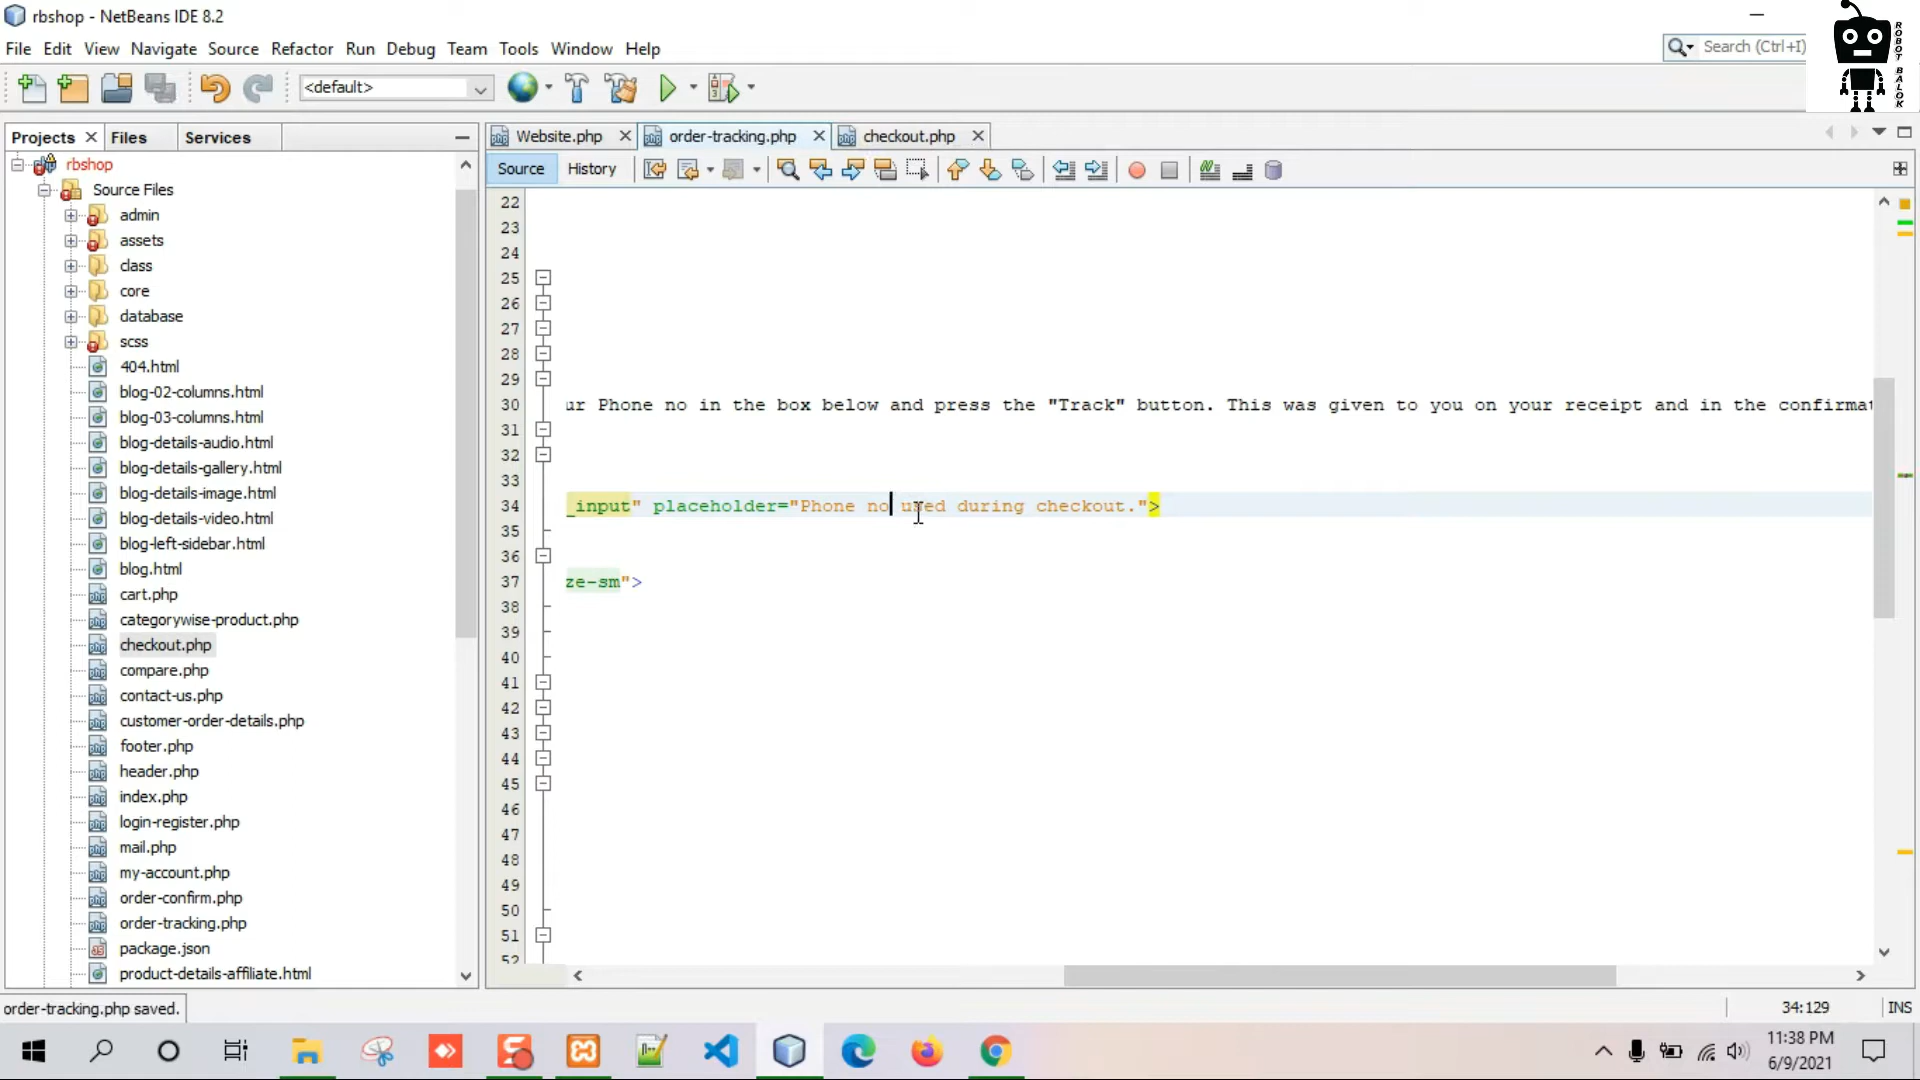 rbshop - NetBeans IDE 8.2
File Edit View Navigate Source Refactor Run Debug Team Tools Window Help
Search (Ctrl+I)
ROBOT BALOK
<default>
Projects Files Services
Website.php order-tracking.php checkout.php
Source History
rbshop
Source Files
admin
assets
class
core
database
scss
404.html
blog-02-columns.html
blog-03-columns.html
blog-details-audio.html
blog-details-gallery.html
blog-details-image.html
blog-details-video.html
blog-left-sidebar.html
blog.html
cart.php
categorywise-product.php
checkout.php
compare.php
contact-us.php
customer-order-details.php
footer.php
header.php
index.php
login-register.php
mail.php
my-account.php
order-confirm.php
order-tracking.php
package.json
product-details-affiliate.html
22
23
24
25
26
27
28
29
30 ur Phone no in the box below and press the "Track" button. This was given to you on your receipt and in the confirmat
31
32
33
34 _input" placeholder="Phone no used during checkout.">
35
36
37 ze-sm">
38
39
40
41
42
43
44
45
46
47
48
49
50
51
52
order-tracking.php saved.
34:129 INS
11:38 PM
6/9/2021